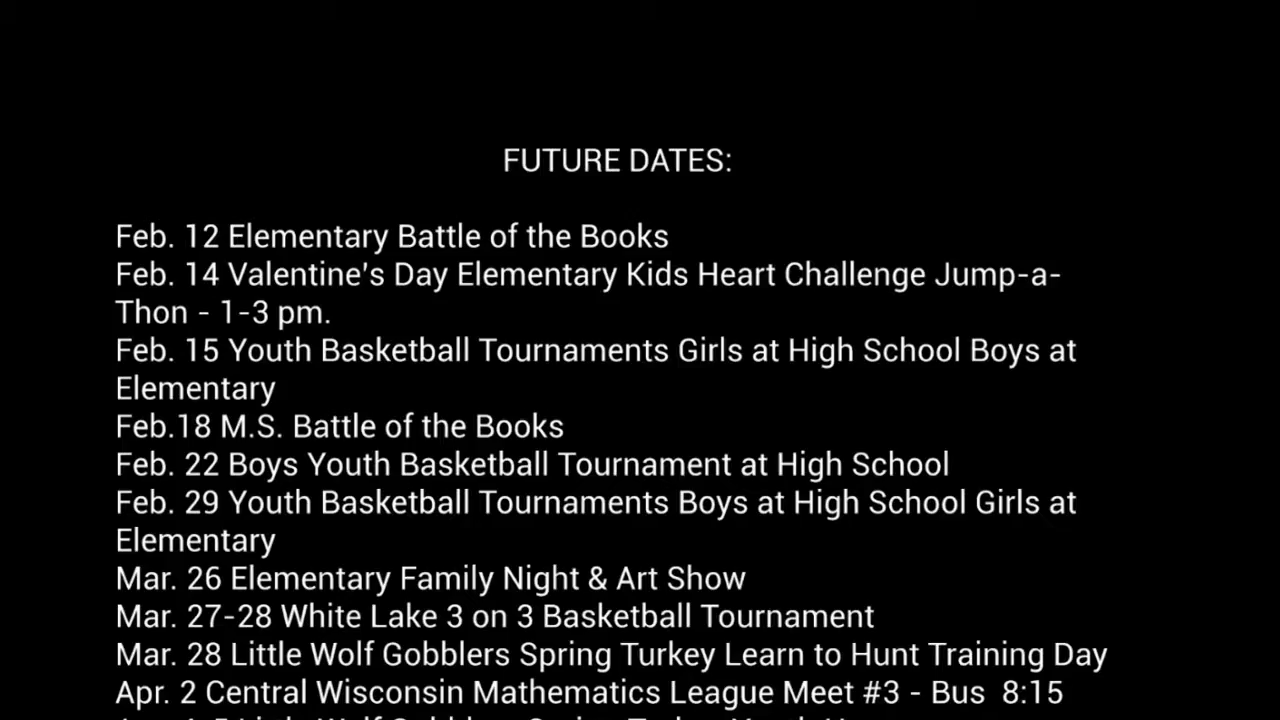 FUTURE DATES:
Feb. 12 Elementary Battle of the Books
Feb. 14 Valentine's Day Elementary Kids Heart Challenge Jump-a-
Thon - 1-3 pm.
Feb. 15 Youth Basketball Tournaments Girls at High School Boys at
Elementary
Feb.18 M.S. Battle of the Books
Feb. 22 Boys Youth Basketball Tournament at High School
Feb. 29 Youth Basketball Tournaments Boys at High School Girls at
Elementary
Mar. 26 Elementary Family Night & Art Show
Mar. 27-28 White Lake 3 on 3 Basketball Tournament
Mar. 28 Little Wolf Gobblers Spring Turkey Learn to Hunt Training Day
Apr. 2 Central Wisconsin Mathematics League Meet #3 - Bus  8:15
Little Wolf Gobblers Spring Turkey